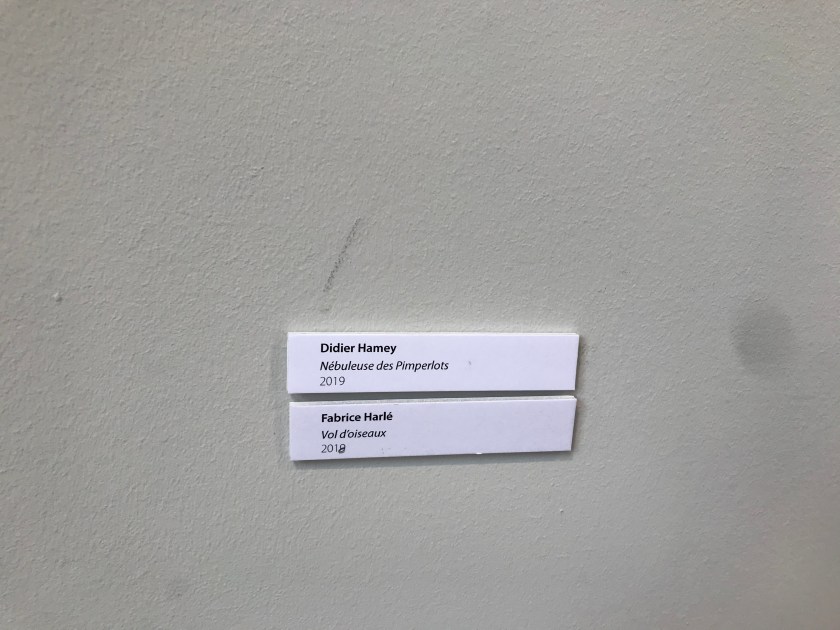 Didier Hamey
Nébuleuse des Pimperlots
2019
Fabrice Harlé
Vol d'oiseaux